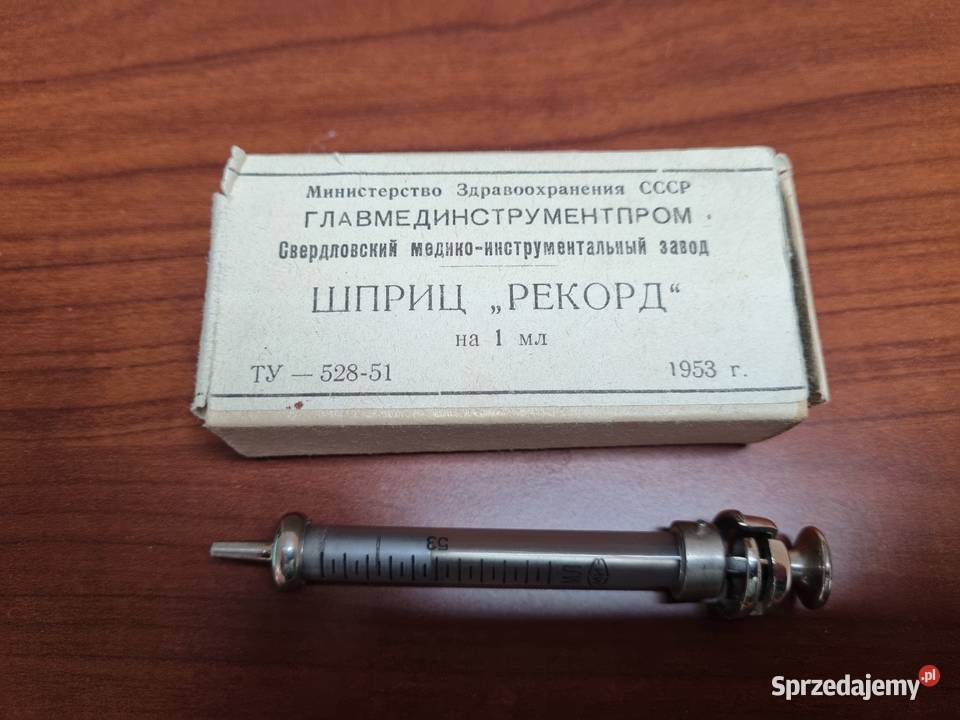 Министерство Здравоохранения СССР
ГЛАВМЕДИНСТРУМЕНТПРОМ
Свердловский медико-инструментальный завод
ШПРИЦ „РЕКОРД“
на 1 мл
ТУ — 528-51
1953 г.
53
Sprzedajemy.pl